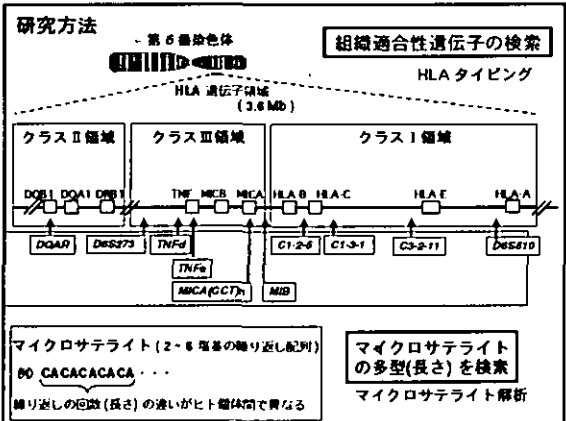 研究方法
第6番染色体
組織適合性遺伝子の検索
HLA タイピング
HLA 遺伝子領域
(3.6 Mb)
クラス II 領域
クラス III 領域
クラス I 領域
DQB1 DQA1 DRB1 TNF MICB MICA HLA-B HLA-C HLA-E HLA-A
DQAR D6S273 TNFd C1-2-5 C1-3-1 C3-2-11 D6S510
TNFa
MICA(GCT)n MIB
マイクロサテライト(2~6 塩基の繰り返し配列)
例) CACACACACA・・・
繰り返しの回数(長さ)の違いがヒト個体間で異なる
マイクロサテライト
の多型(長さ)を検索
マイクロサテライト解析